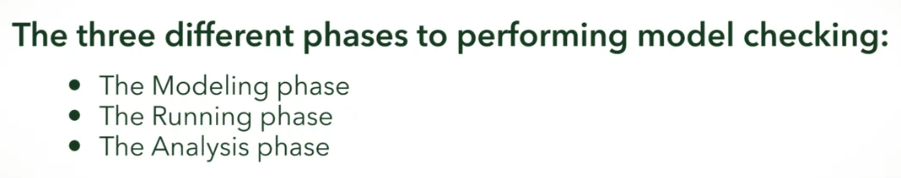 The three different phases to performing model checking:
• The Modeling phase
• The Running phase
• The Analysis phase